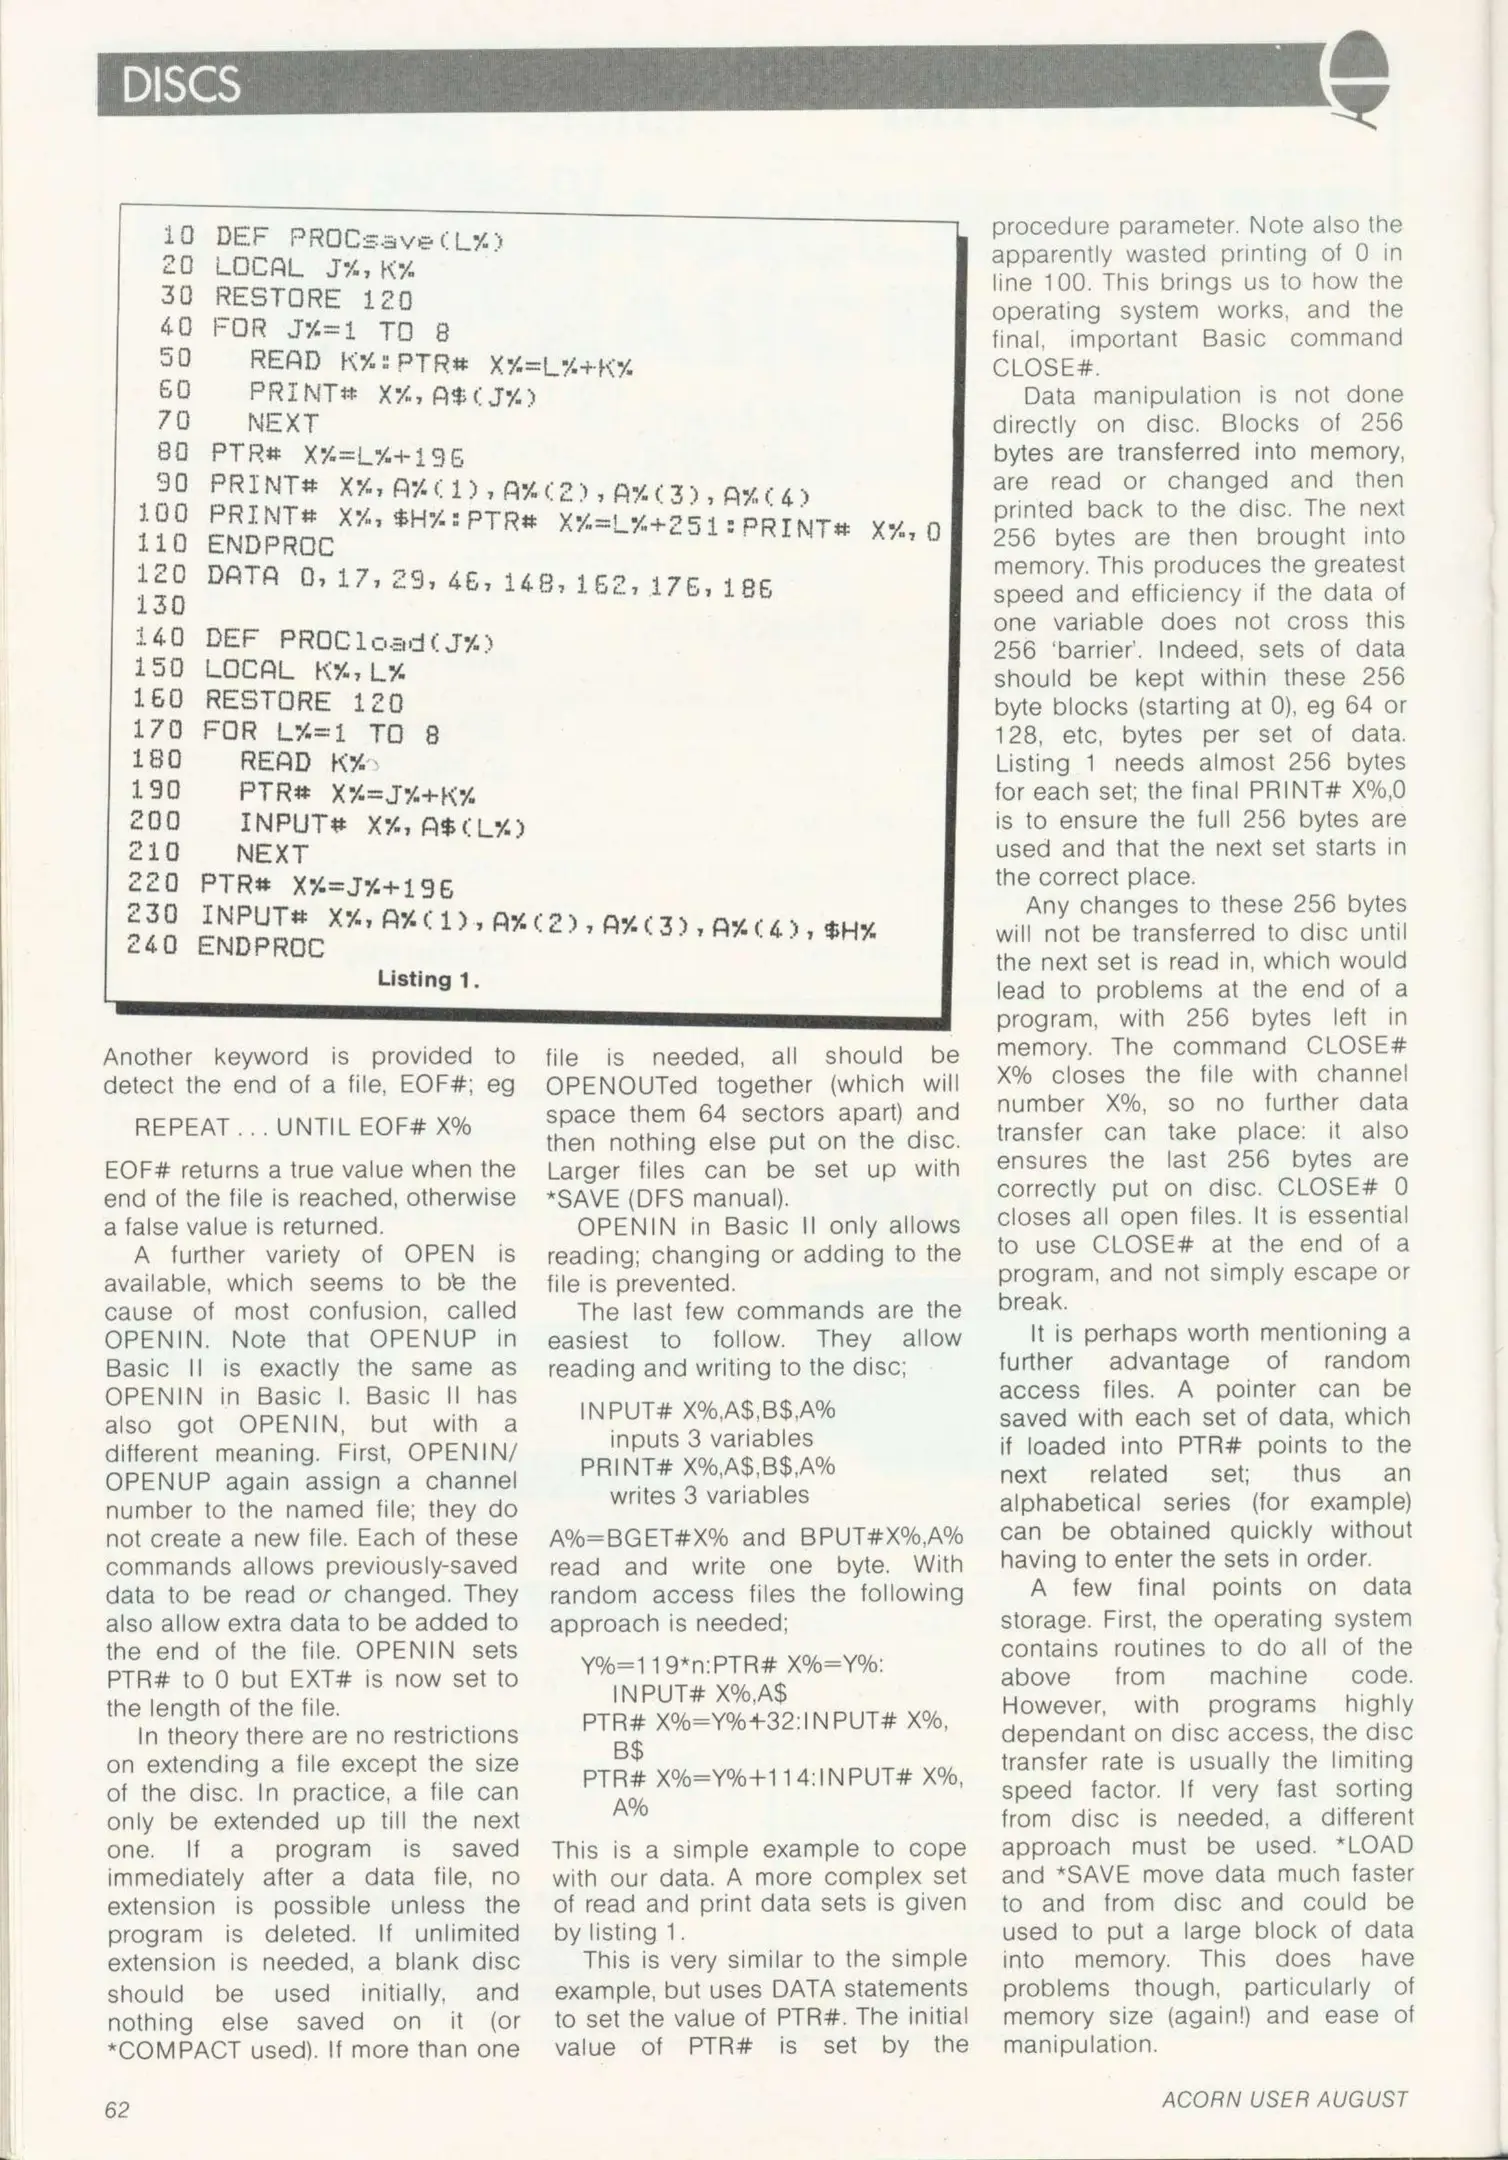 DISCS
10 DEF PROCsave(L%)
20 LOCAL J%,K%
30 RESTORE 120
40 FOR J%=1 TO 8
50 READ K%:PTR# X%=L%+K%
60 PRINT# X%,A$(J%)
70 NEXT
80 PTR# X%=L%+196
90 PRINT# X%,A%(1),A%(2),A%(3),A%(4)
100 PRINT# X%,$H%:PTR# X%=L%+251:PRINT# X%,0
110 ENDPROC
120 DATA 0,17,29,46,148,162,176,186
130
140 DEF PROCload(J%)
150 LOCAL K%,L%
160 RESTORE 120
170 FOR L%=1 TO 8
180 READ K%
190 PTR# X%=J%+K%
200 INPUT# X%,A$(L%)
210 NEXT
220 PTR# X%=J%+196
230 INPUT# X%,A%(1),A%(2),A%(3),A%(4),$H%
240 ENDPROC
Listing 1.
Another keyword is provided to
detect the end of a file, EOF#; eg
REPEAT . . . UNTIL EOF# X%
EOF# returns a true value when the
end of the file is reached, otherwise
a false value is returned.
A further variety of OPEN is
available, which seems to be the
cause of most confusion, called
OPENIN. Note that OPENUP in
Basic II is exactly the same as
OPENIN in Basic I. Basic II has
also got OPENIN, but with a
different meaning. First, OPENIN/
OPENUP again assign a channel
number to the named file; they do
not create a new file. Each of these
commands allows previously-saved
data to be read or changed. They
also allow extra data to be added to
the end of the file. OPENIN sets
PTR# to 0 but EXT# is now set to
the length of the file.
In theory there are no restrictions
on extending a file except the size
of the disc. In practice, a file can
only be extended up till the next
one. If a program is saved
immediately after a data file, no
extension is possible unless the
program is deleted. If unlimited
extension is needed, a blank disc
should be used initially, and
nothing else saved on it (or
*COMPACT used). If more than one
file is needed, all should be
OPENOUTed together (which will
space them 64 sectors apart) and
then nothing else put on the disc.
Larger files can be set up with
*SAVE (DFS manual).
OPENIN in Basic II only allows
reading; changing or adding to the
file is prevented.
The last few commands are the
easiest to follow. They allow
reading and writing to the disc;
INPUT# X%,A$,B$,A%
inputs 3 variables
PRINT# X%,A$,B$,A%
writes 3 variables
A%=BGET#X% and BPUT#X%,A%
read and write one byte. With
random access files the following
approach is needed;
Y%=119*n:PTR# X%=Y%:
INPUT# X%,A$
PTR# X%=Y%+32:INPUT# X%,
B$
PTR# X%=Y%+114:INPUT# X%,
A%
This is a simple example to cope
with our data. A more complex set
of read and print data sets is given
by listing 1.
This is very similar to the simple
example, but uses DATA statements
to set the value of PTR#. The initial
value of PTR# is set by the
procedure parameter. Note also the
apparently wasted printing of 0 in
line 100. This brings us to how the
operating system works, and the
final, important Basic command
CLOSE#.
Data manipulation is not done
directly on disc. Blocks of 256
bytes are transferred into memory,
are read or changed and then
printed back to the disc. The next
256 bytes are then brought into
memory. This produces the greatest
speed and efficiency if the data of
one variable does not cross this
256 'barrier'. Indeed, sets of data
should be kept within these 256
byte blocks (starting at 0), eg 64 or
128, etc, bytes per set of data.
Listing 1 needs almost 256 bytes
for each set; the final PRINT# X%,0
is to ensure the full 256 bytes are
used and that the next set starts in
the correct place.
Any changes to these 256 bytes
will not be transferred to disc until
the next set is read in, which would
lead to problems at the end of a
program, with 256 bytes left in
memory. The command CLOSE#
X% closes the file with channel
number X%, so no further data
transfer can take place: it also
ensures the last 256 bytes are
correctly put on disc. CLOSE# 0
closes all open files. It is essential
to use CLOSE# at the end of a
program, and not simply escape or
break.
It is perhaps worth mentioning a
further advantage of random
access files. A pointer can be
saved with each set of data, which
if loaded into PTR# points to the
next related set; thus an
alphabetical series (for example)
can be obtained quickly without
having to enter the sets in order.
A few final points on data
storage. First, the operating system
contains routines to do all of the
above from machine code.
However, with programs highly
dependant on disc access, the disc
transfer rate is usually the limiting
speed factor. If very fast sorting
from disc is needed, a different
approach must be used. *LOAD
and *SAVE move data much faster
to and from disc and could be
used to put a large block of data
into memory. This does have
problems though, particularly of
memory size (again!) and ease of
manipulation.
62
ACORN USER AUGUST